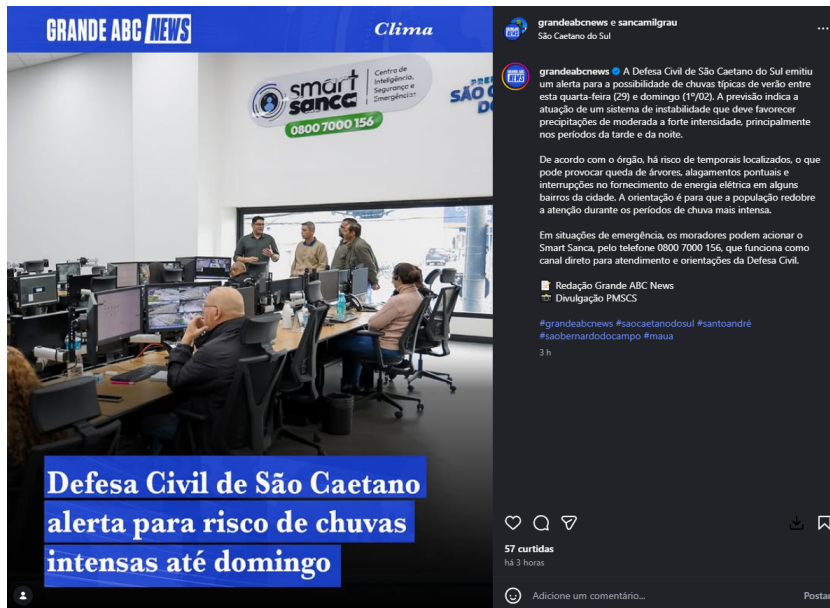 GRANDE ABC NEWS
Clima
smart sanca
Centro de
Inteligência,
Segurança e
Emergências
0800 7000 156
SÃO
Defesa Civil de São Caetano
alerta para risco de chuvas
intensas até domingo
grandeabcnews e sancamilgrau
São Caetano do Sul
grandeabcnews A Defesa Civil de São Caetano do Sul emitiu
um alerta para a possibilidade de chuvas típicas de verão entre
esta quarta-feira (29) e domingo (1º/02). A previsão indica a
atuação de um sistema de instabilidade que deve favorecer
precipitações de moderada a forte intensidade, principalmente
nos períodos da tarde e da noite.
De acordo com o órgão, há risco de temporais localizados, o que
pode provocar queda de árvores, alagamentos pontuais e
interrupções no fornecimento de energia elétrica em alguns
bairros da cidade. A orientação é para que a população redobre
a atenção durante os períodos de chuva mais intensa.
Em situações de emergência, os moradores podem acionar o
Smart Sanca, pelo telefone 0800 7000 156, que funciona como
canal direto para atendimento e orientações da Defesa Civil.
📝 Redação Grande ABC News
📸 Divulgação PMSCS
#grandeabcnews #saocaetanodosul #santoandré
#saobernardodocampo #maua
3 h
57 curtidas
há 3 horas
Adicione um comentário...
Postar